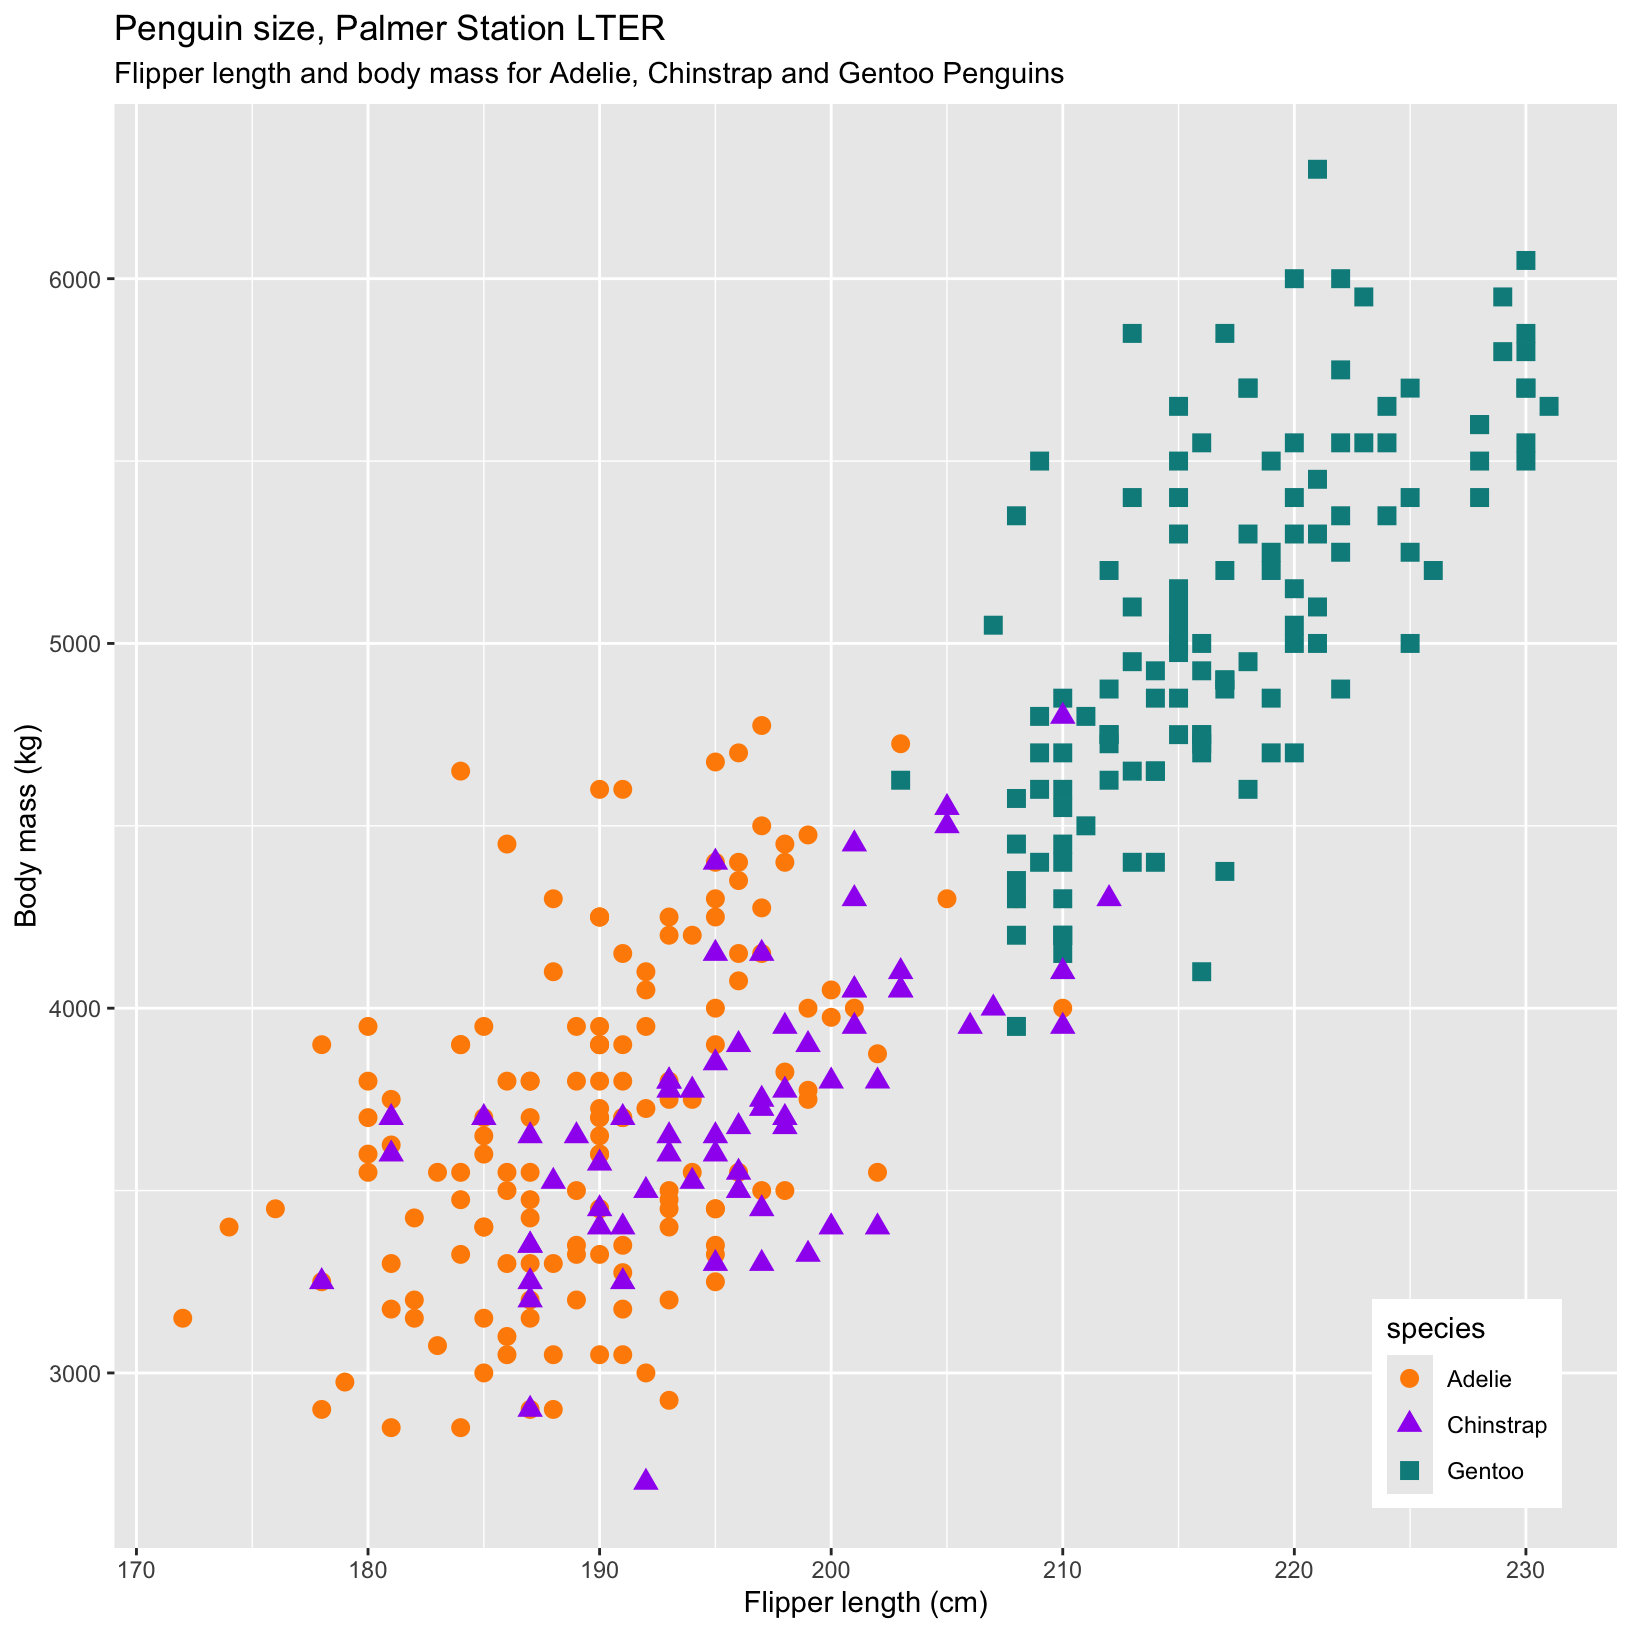 Penguin size, Palmer Station LTER
Flipper length and body mass for Adelie, Chinstrap and Gentoo Penguins
Body mass (kg)
6000
5000
4000
3000
species
Adelie
Chinstrap
Gentoo
170 180 190 200 210 220 230
Flipper length (cm)